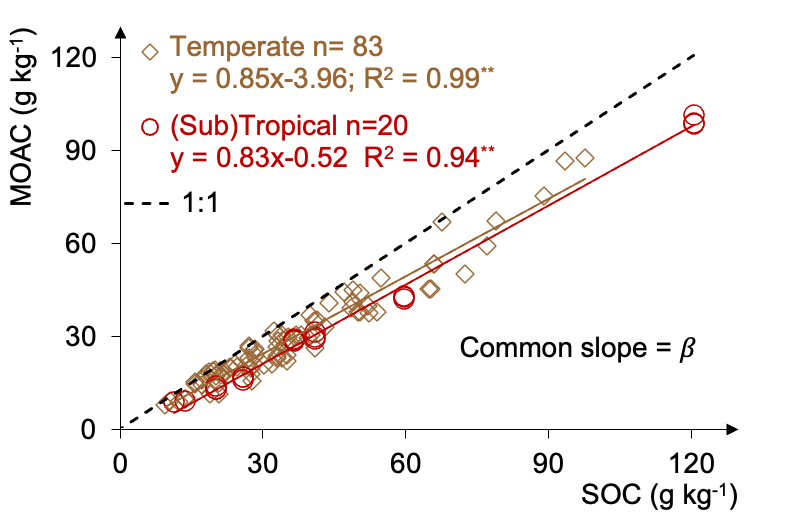 MOAC (g kg⁻¹)
120
90
60
30
0
Temperate n= 83
y = 0.85x-3.96; R² = 0.99**
(Sub)Tropical n=20
y = 0.83x-0.52 R² = 0.94**
1:1
Common slope = β
0 30 60 90 120
SOC (g kg⁻¹)